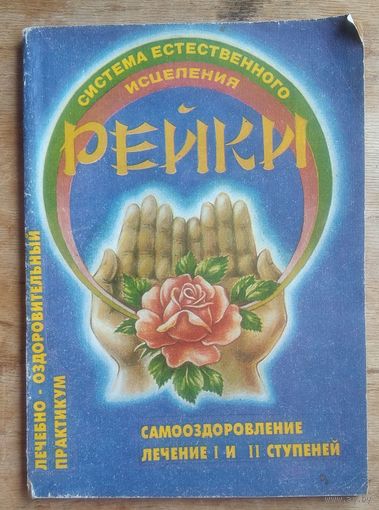 СИСТЕМА ЕСТЕСТВЕННОГО
ИСЦЕЛЕНИЯ
РЕЙКИ
ЛЕЧЕБНО - ОЗДОРОВИТЕЛЬНЫЙ
ПРАКТИКУМ
САМООЗДОРОВЛЕНИЕ
ЛЕЧЕНИЕ I И II СТУПЕНЕЙ